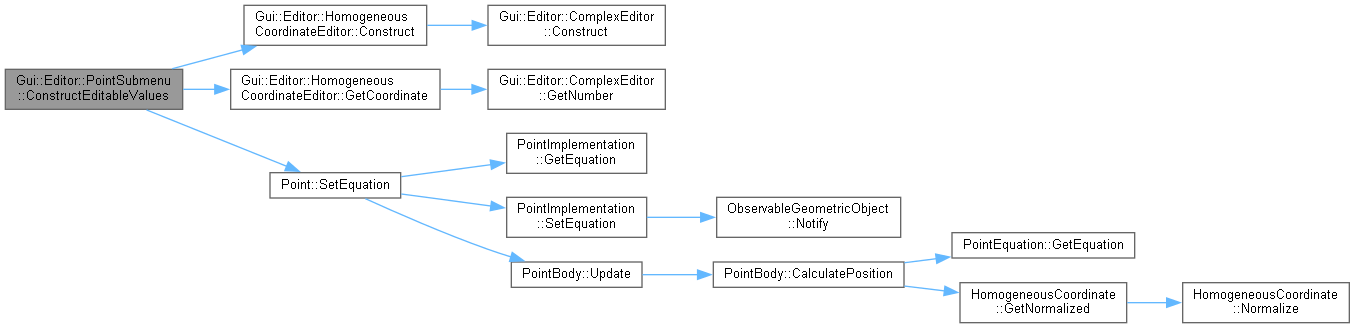 Gui::Editor::PointSubmenu
::ConstructEditableValues
Gui::Editor::Homogeneous
CoordinateEditor::Construct
Gui::Editor::ComplexEditor
::Construct
Gui::Editor::Homogeneous
CoordinateEditor::GetCoordinate
Gui::Editor::ComplexEditor
::GetNumber
Point::SetEquation
PointImplementation
::GetEquation
PointImplementation
::SetEquation
ObservableGeometricObject
::Notify
PointBody::Update
PointBody::CalculatePosition
PointEquation::GetEquation
HomogeneousCoordinate
::GetNormalized
HomogeneousCoordinate
::Normalize